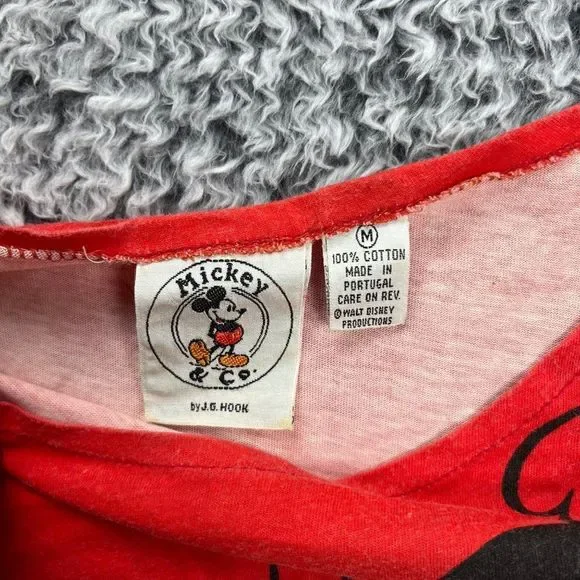 Mickey
& Co.
by J.G. HOOK
M
100% COTTON
MADE IN
PORTUGAL
CARE ON REV.
© WALT DISNEY
PRODUCTIONS